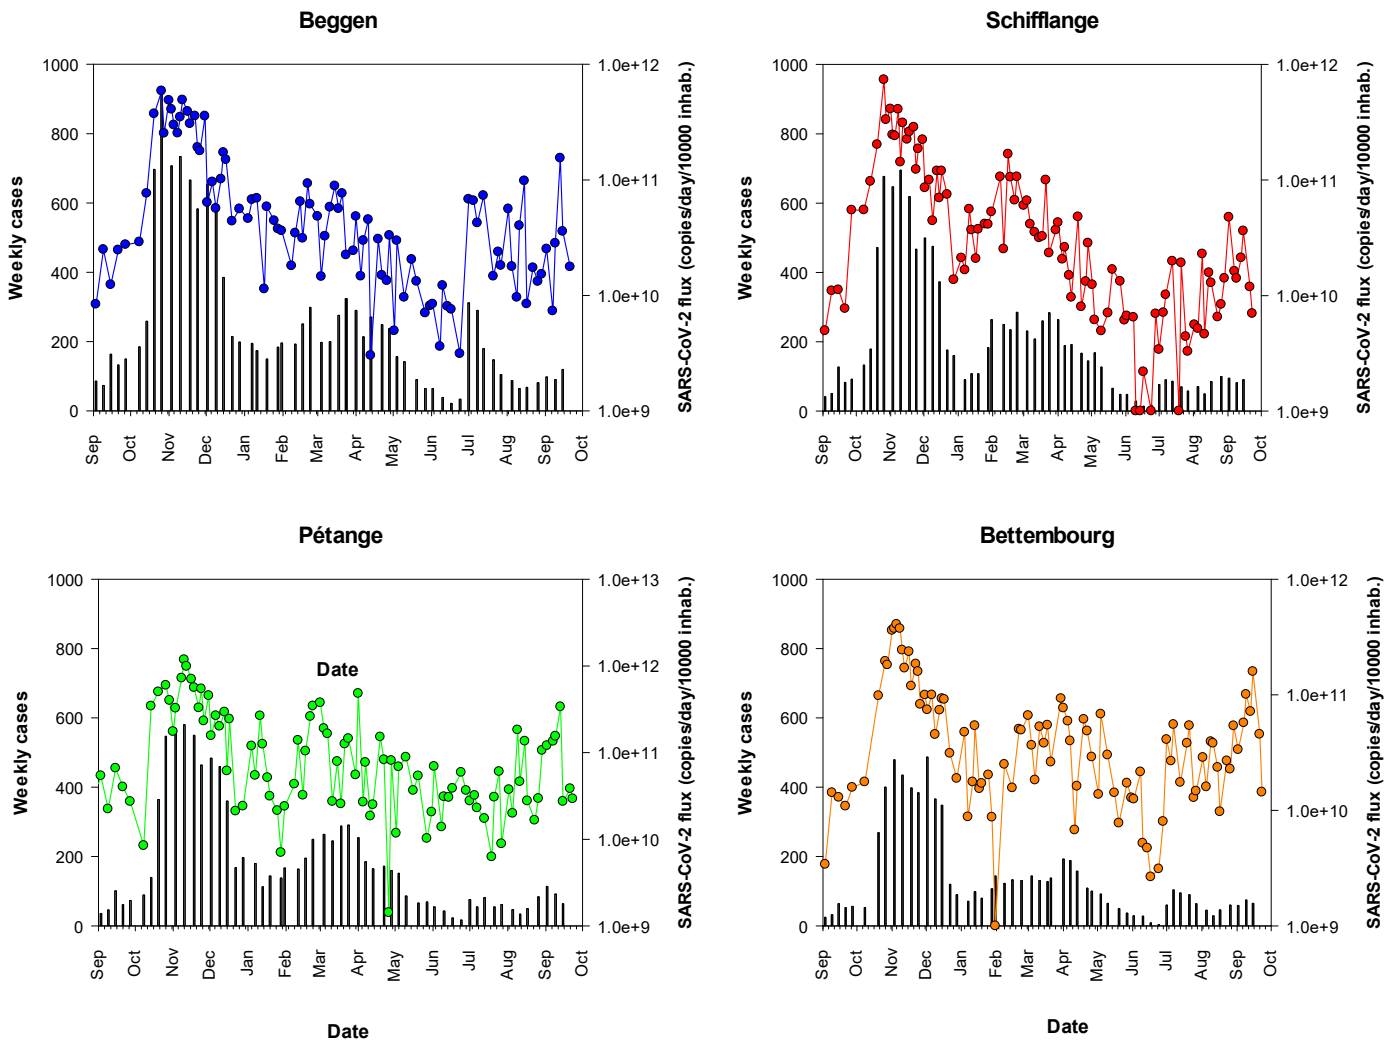 Beggen
Weekly cases
1000
800
600
400
200
0
1.0e+12
1.0e+11
1.0e+10
1.0e+9
SARS-CoV-2 flux (copies/day/10000 inhab.)
Sep Oct Nov Dec Jan Feb Mar Apr May Jun Jul Aug Sep Oct
Schifflange
Weekly cases
1000
800
600
400
200
0
1.0e+12
1.0e+11
1.0e+10
1.0e+9
SARS-CoV-2 flux (copies/day/10000 inhab.)
Sep Oct Nov Dec Jan Feb Mar Apr May Jun Jul Aug Sep Oct
Pétange
Weekly cases
1000
800
600
400
200
0
Date
1.0e+13
1.0e+12
1.0e+11
1.0e+10
1.0e+9
SARS-CoV-2 flux (copies/day/10000 inhab.)
Sep Oct Nov Dec Jan Feb Mar Apr May Jun Jul Aug Sep Oct
Date
Bettembourg
Weekly cases
1000
800
600
400
200
0
1.0e+12
1.0e+11
1.0e+10
1.0e+9
SARS-CoV-2 flux (copies/day/10000 inhab.)
Sep Oct Nov Dec Jan Feb Mar Apr May Jun Jul Aug Sep Oct
Date